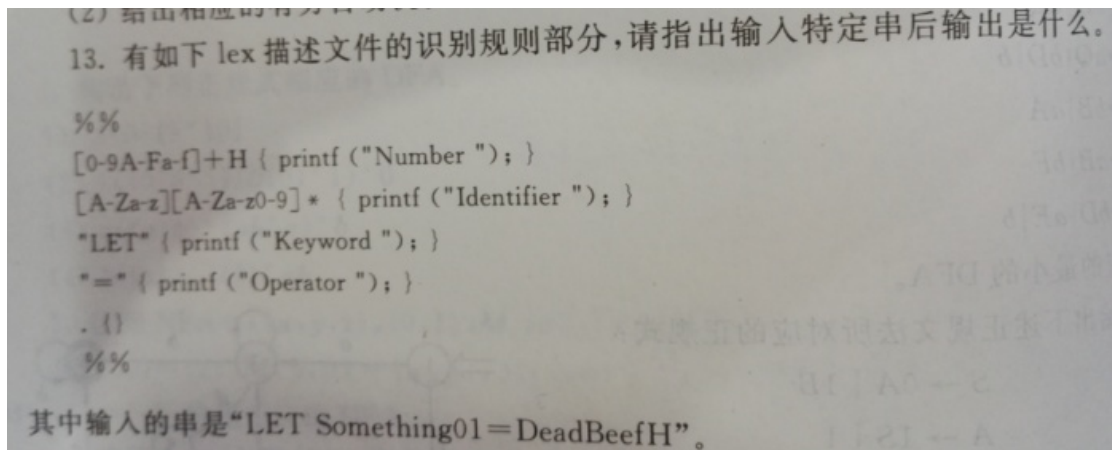 13. 有如下 lex 描述文件的识别规则部分,请指出输入特定串后输出是什么。
%%
[0-9A-Fa-f]+H { printf ("Number "); }
[A-Za-z][A-Za-z0-9] * { printf ("Identifier "); }
"LET" { printf ("Keyword "); }
"=" { printf ("Operator "); }
. {}
%%
其中输入的串是“LET Something01=DeadBeefH”。